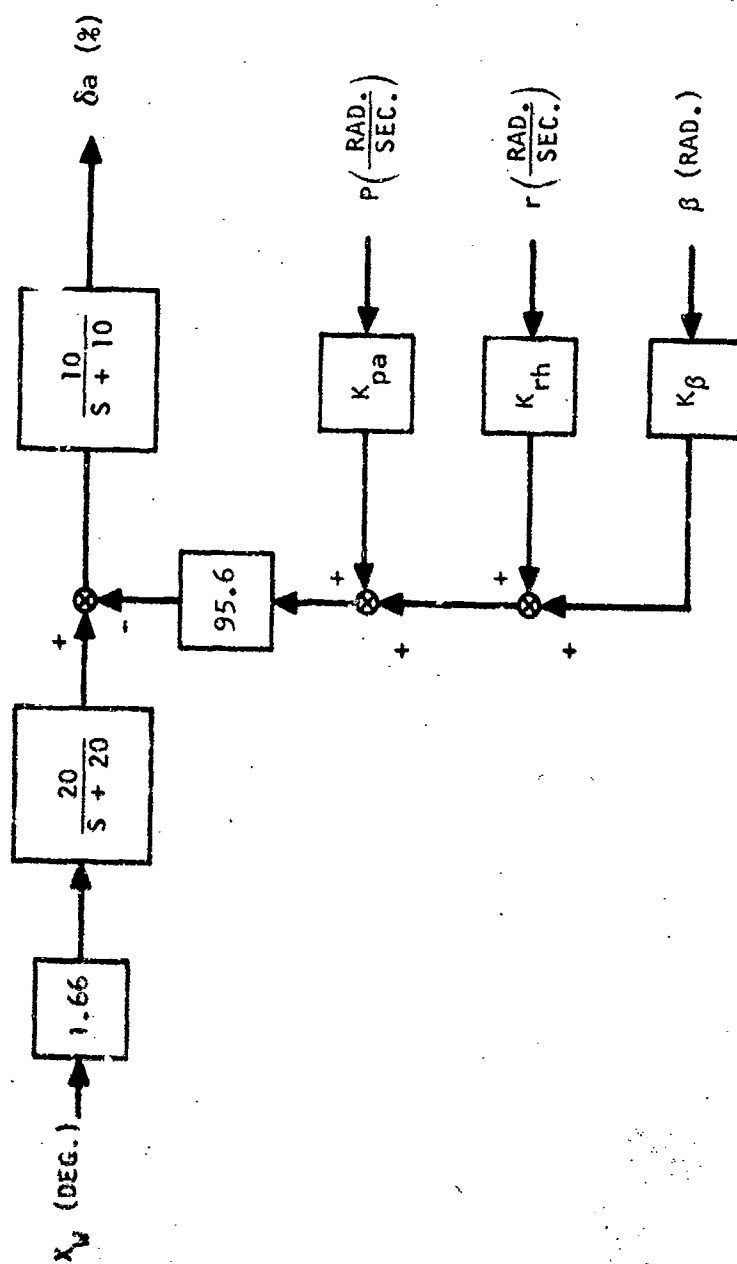 X_W (DEG.)
1.66
20
S + 20
+
-
10
S + 10
δa (%)
95.6
+
+
K_pa
P(RAD./SEC.)
+
+
K_rh
r(RAD./SEC.)
K_β
β (RAD.)